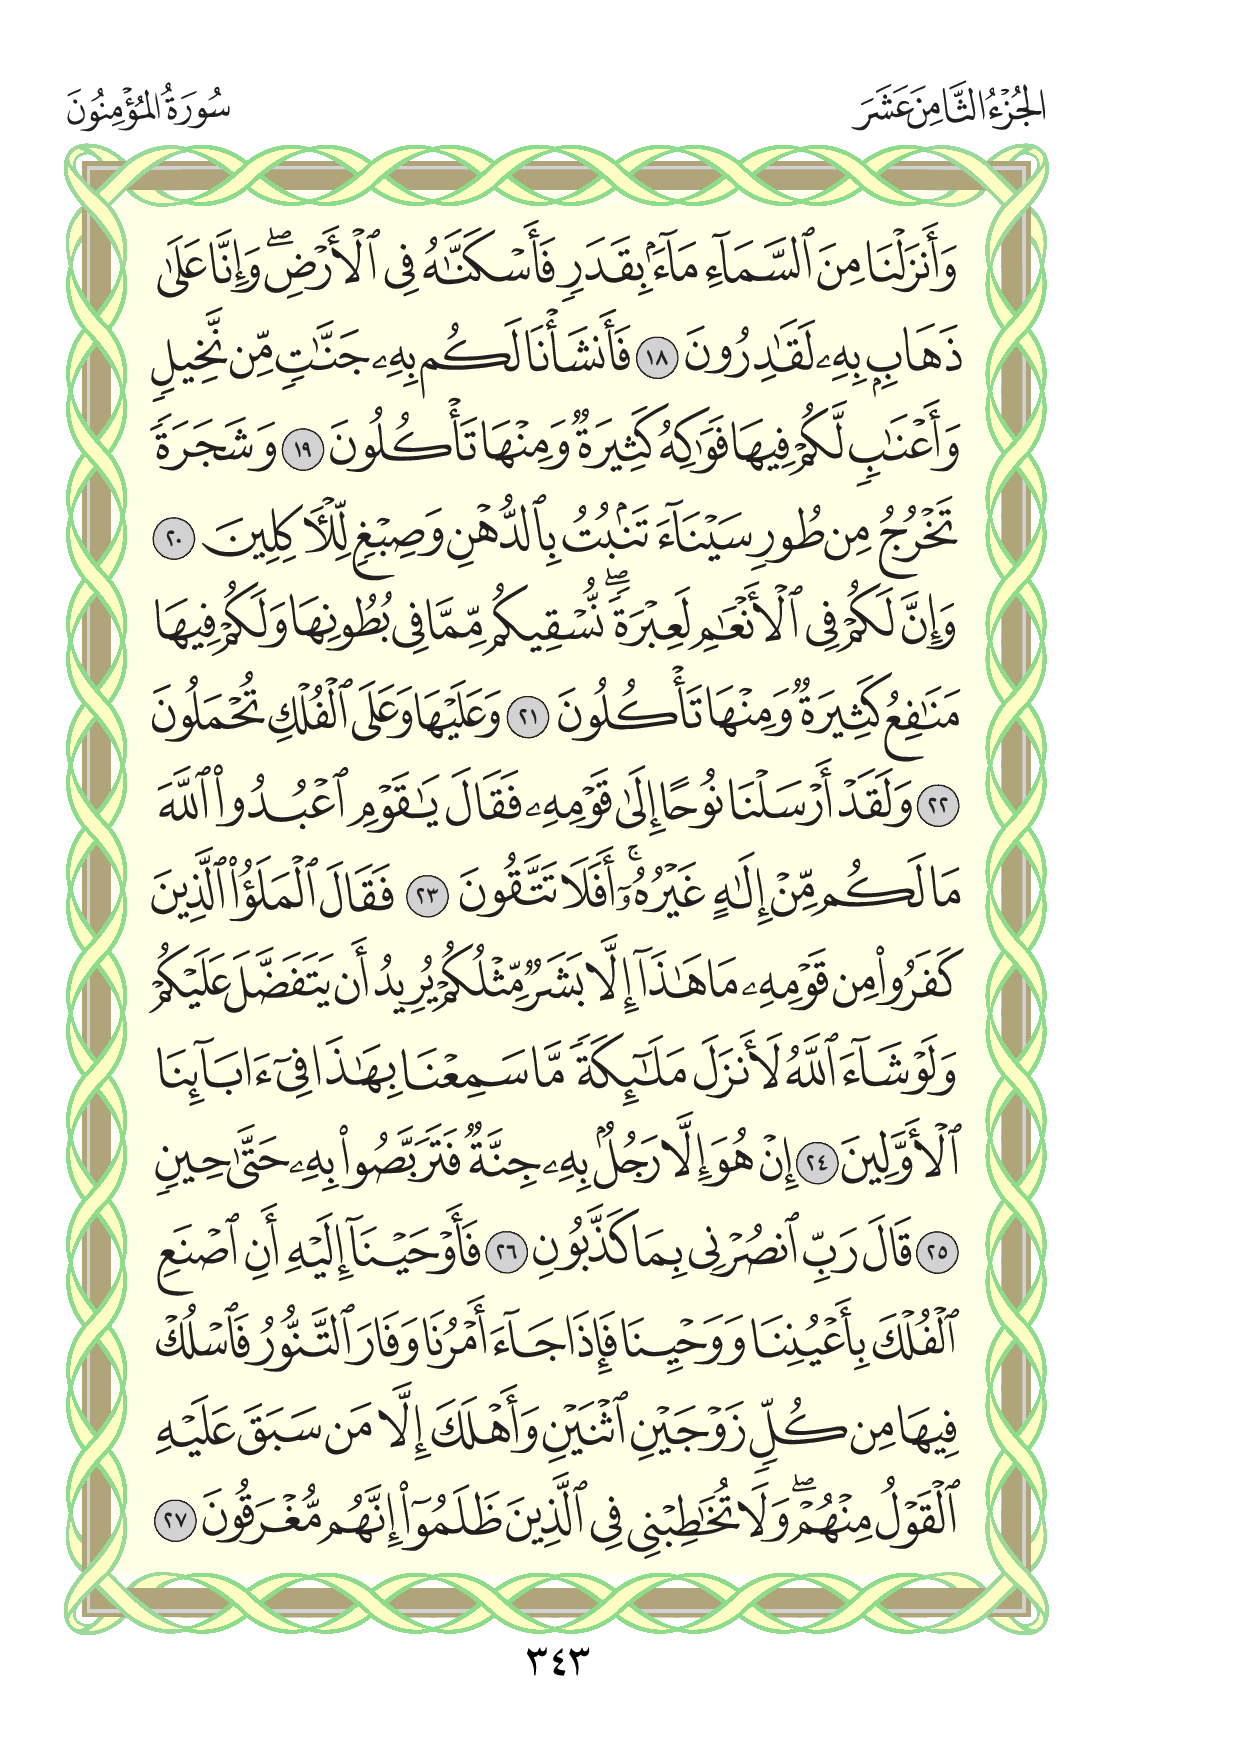 الجُزْءُ الثَّامِنَ عَشَرَ
سُورَةُ المُؤْمِنُونَ
وَأَنزَلْنَا مِنَ ٱلسَّمَآءِ مَآءَۢ بِقَدَرٖ فَأَسْكَنَّٰهُ فِي ٱلْأَرْضِۖ وَإِنَّا عَلَىٰ
ذَهَابِۭ بِهِۦ لَقَٰدِرُونَ ١٨ فَأَنشَأْنَا لَكُم بِهِۦ جَنَّٰتٖ مِّن نَّخِيلٖ
وَأَعْنَٰبٖ لَّكُمْ فِيهَا فَوَٰكِهُ كَثِيرَةٞ وَمِنْهَا تَأْكُلُونَ ١٩ وَشَجَرَةٗ
تَخْرُجُ مِن طُورِ سَيْنَآءَ تَنۢبُتُ بِٱلدُّهْنِ وَصِبْغٖ لِّلْأٓكِلِينَ ٢٠
وَإِنَّ لَكُمْ فِي ٱلْأَنْعَٰمِ لَعِبْرَةٗۖ نُّسْقِيكُم مِّمَّا فِي بُطُونِهَا وَلَكُمْ فِيهَا
مَنَٰفِعُ كَثِيرَةٞ وَمِنْهَا تَأْكُلُونَ ٢١ وَعَلَيْهَا وَعَلَى ٱلْفُلْكِ تُحْمَلُونَ
٢٢ وَلَقَدْ أَرْسَلْنَا نُوحًا إِلَىٰ قَوْمِهِۦ فَقَالَ يَٰقَوْمِ ٱعْبُدُواْ ٱللَّهَ
مَا لَكُم مِّنْ إِلَٰهٍ غَيْرُهُۥٓۚ أَفَلَا تَتَّقُونَ ٢٣ فَقَالَ ٱلْمَلَؤُاْ ٱلَّذِينَ
كَفَرُواْ مِن قَوْمِهِۦ مَا هَٰذَآ إِلَّا بَشَرٞ مِّثْلُكُمْ يُرِيدُ أَن يَتَفَضَّلَ عَلَيْكُمْ
وَلَوْ شَآءَ ٱللَّهُ لَأَنزَلَ مَلَٰٓئِكَةٗ مَّا سَمِعْنَا بِهَٰذَا فِيٓ ءَابَآئِنَا
ٱلْأَوَّلِينَ ٢٤ إِنْ هُوَ إِلَّا رَجُلُۢ بِهِۦ جِنَّةٞ فَتَرَبَّصُواْ بِهِۦ حَتَّىٰ حِينٖ
٢٥ قَالَ رَبِّ ٱنصُرْنِي بِمَا كَذَّبُونِ ٢٦ فَأَوْحَيْنَآ إِلَيْهِ أَنِ ٱصْنَعِ
ٱلْفُلْكَ بِأَعْيُنِنَا وَوَحْيِنَا فَإِذَا جَآءَ أَمْرُنَا وَفَارَ ٱلتَّنُّورُ فَٱسْلُكْ
فِيهَا مِن كُلّٖ زَوْجَيْنِ ٱثْنَيْنِ وَأَهْلَكَ إِلَّا مَن سَبَقَ عَلَيْهِ
ٱلْقَوْلُ مِنْهُمْۖ وَلَا تُخَٰطِبْنِي فِي ٱلَّذِينَ ظَلَمُوٓاْ إِنَّهُم مُّغْرَقُونَ ٢٧
٣٤٣